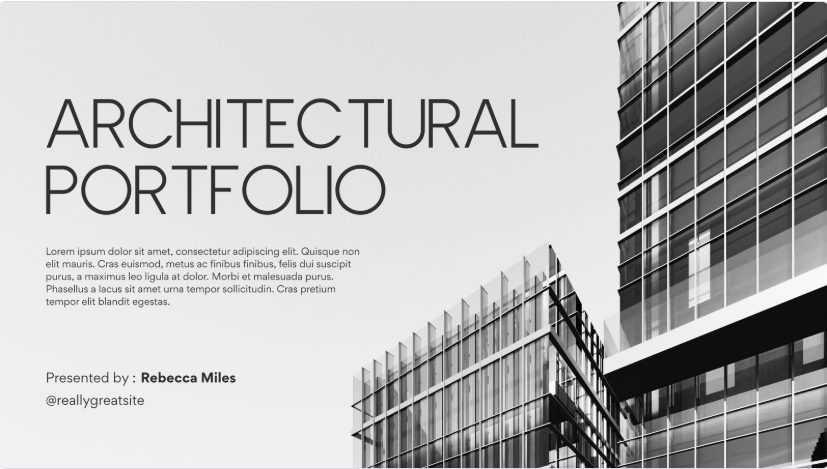 ARCHITECTURAL
PORTFOLIO
Lorem ipsum dolor sit amet, consectetur adipiscing elit. Quisque non
elit mauris. Cras euismod, metus ac finibus finibus, felis dui suscipit
purus, a maximus leo ligula at dolor. Morbi et malesuada purus.
Phasellus a lacus sit amet urna tempor sollicitudin. Cras pretium
tempor elit blandit egestas.
Presented by : Rebecca Miles
@reallygreatsite